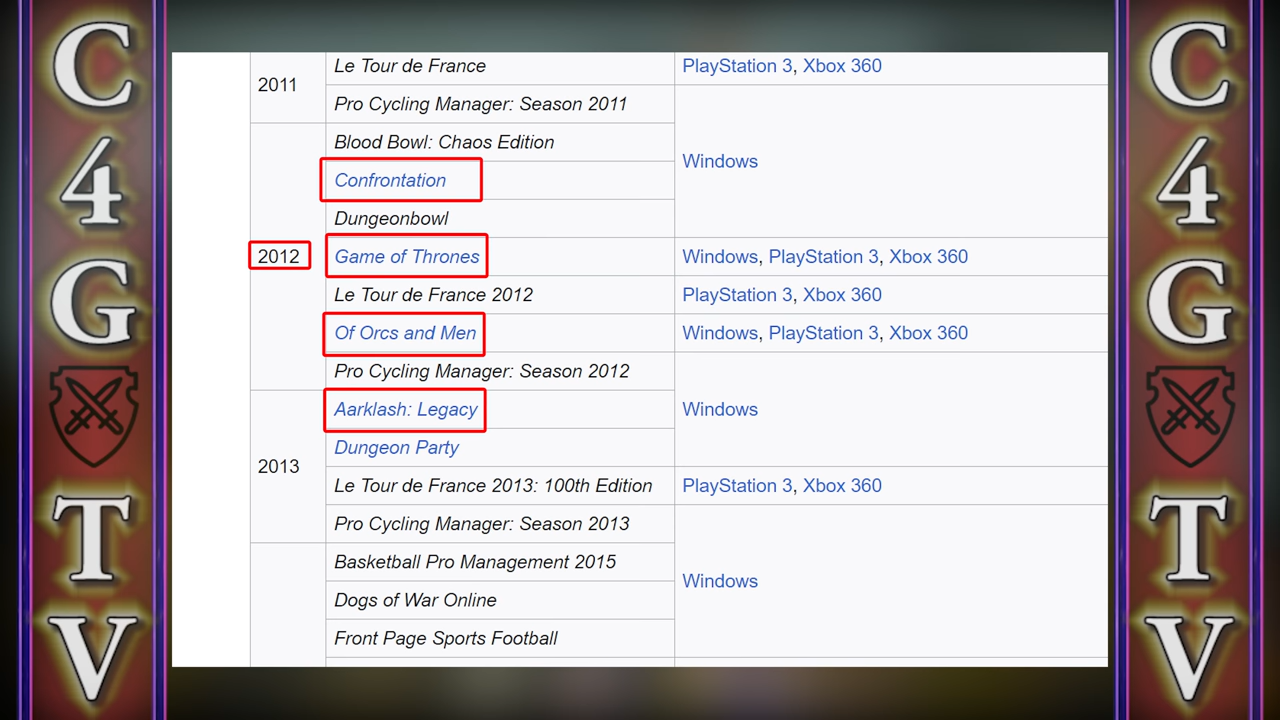 C4G TV
2011
Le Tour de France
PlayStation 3, Xbox 360
Pro Cycling Manager: Season 2011
Windows
2012
Blood Bowl: Chaos Edition
Confrontation
Dungeonbowl
Game of Thrones
Windows, PlayStation 3, Xbox 360
Le Tour de France 2012
PlayStation 3, Xbox 360
Of Orcs and Men
Windows, PlayStation 3, Xbox 360
Pro Cycling Manager: Season 2012
Windows
2013
Aarklash: Legacy
Dungeon Party
Le Tour de France 2013: 100th Edition
PlayStation 3, Xbox 360
Pro Cycling Manager: Season 2013
Windows
Basketball Pro Management 2015
Dogs of War Online
Front Page Sports Football
C4G TV